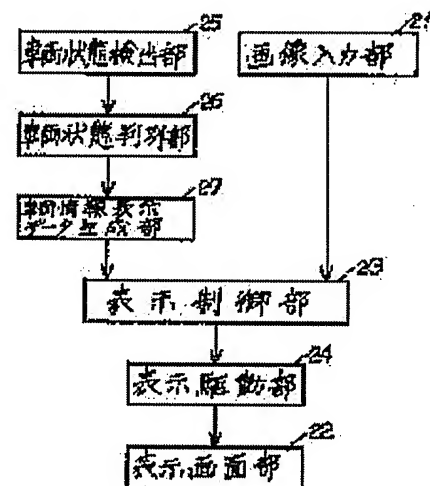 25
車両状態検出部
21
画像入力部
26
車両状態判別部
27
車両情報表示
データ生成部
23
表示制御部
24
表示駆動部
22
表示画面部